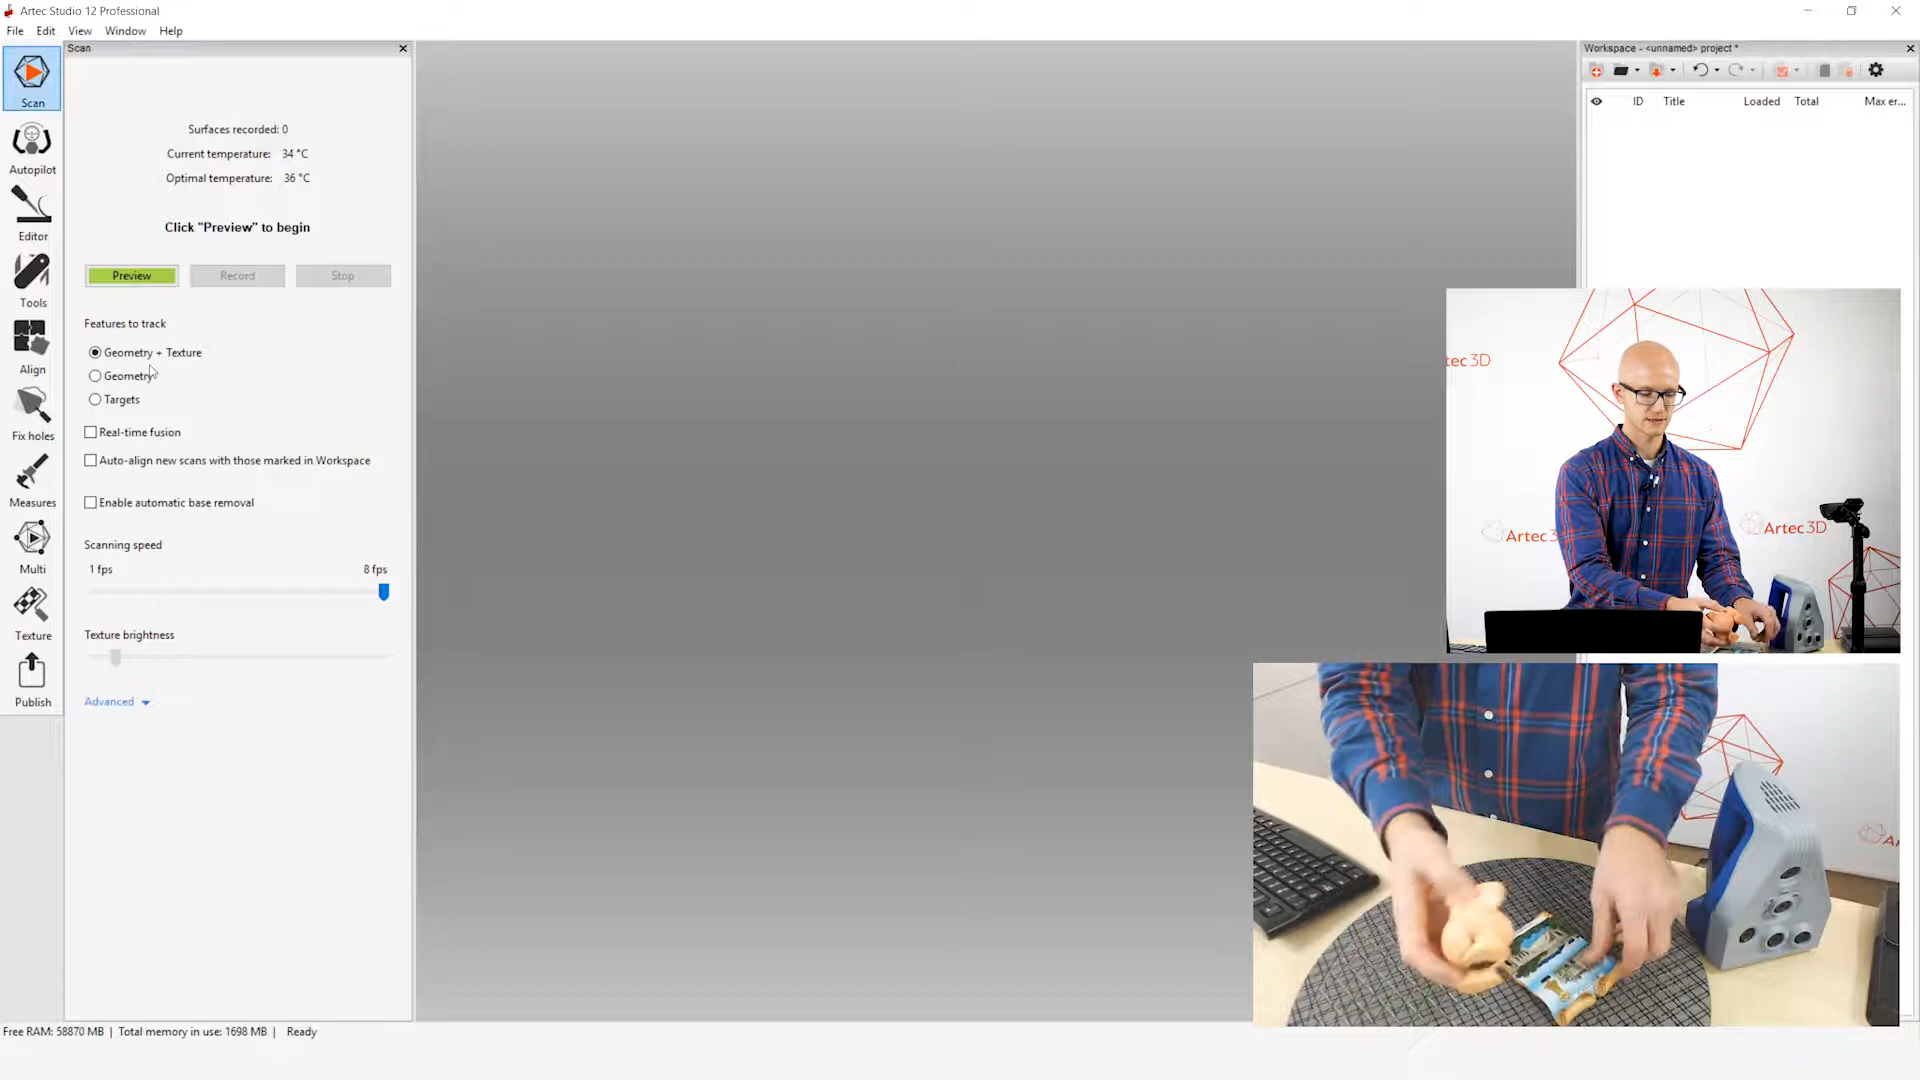 Artec Studio 12 Professional
File Edit View Window Help
Scan
Workspace - <unnamed> project *
Scan
Autopilot
Editor
Tools
Align
Fix holes
Measures
Multi
Texture
Publish
Surfaces recorded: 0
Current temperature: 34 °C
Optimal temperature: 36 °C
Click "Preview" to begin
Preview Record Stop
Features to track
Geometry + Texture
Geometry
Targets
Real-time fusion
Auto-align new scans with those marked in Workspace
Enable automatic base removal
Scanning speed
1 fps 8 fps
Texture brightness
Advanced
ID Title Loaded Total Max er...
tec 3D
Artec 3
Artec 3D
Free RAM: 58870 MB | Total memory in use: 1698 MB | Ready